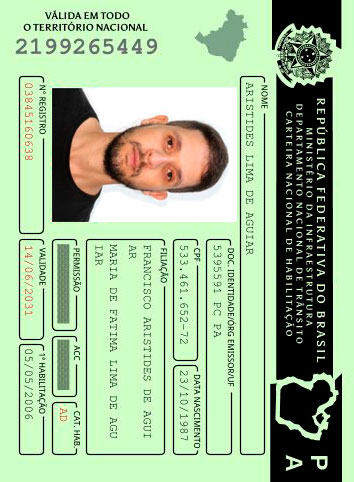 VÁLIDA EM TODO
O TERRITÓRIO NACIONAL
2199265449
REPÚBLICA FEDERATIVA DO BRASIL
MINISTÉRIO DA INFRAESTRUTURA
DEPARTAMENTO NACIONAL DE TRÂNSITO
CARTEIRA NACIONAL DE HABILITAÇÃO
PA
NOME
ARISTIDES LIMA DE AGUIAR
DOC. IDENTIDADE/ÓRG EMISSOR/UF
5395591 PC PA
CPF
533.461.652-72
DATA NASCIMENTO
23/10/1987
FILIAÇÃO
FRANCISCO ARISTIDES DE AGUI
AR
MARIA DE FATIMA LIMA DE AGU
IAR
PERMISSÃO
ACC
CAT. HAB.
AD
Nº REGISTRO
03845160638
VALIDADE
14/06/2031
1ª HABILITAÇÃO
05/05/2006